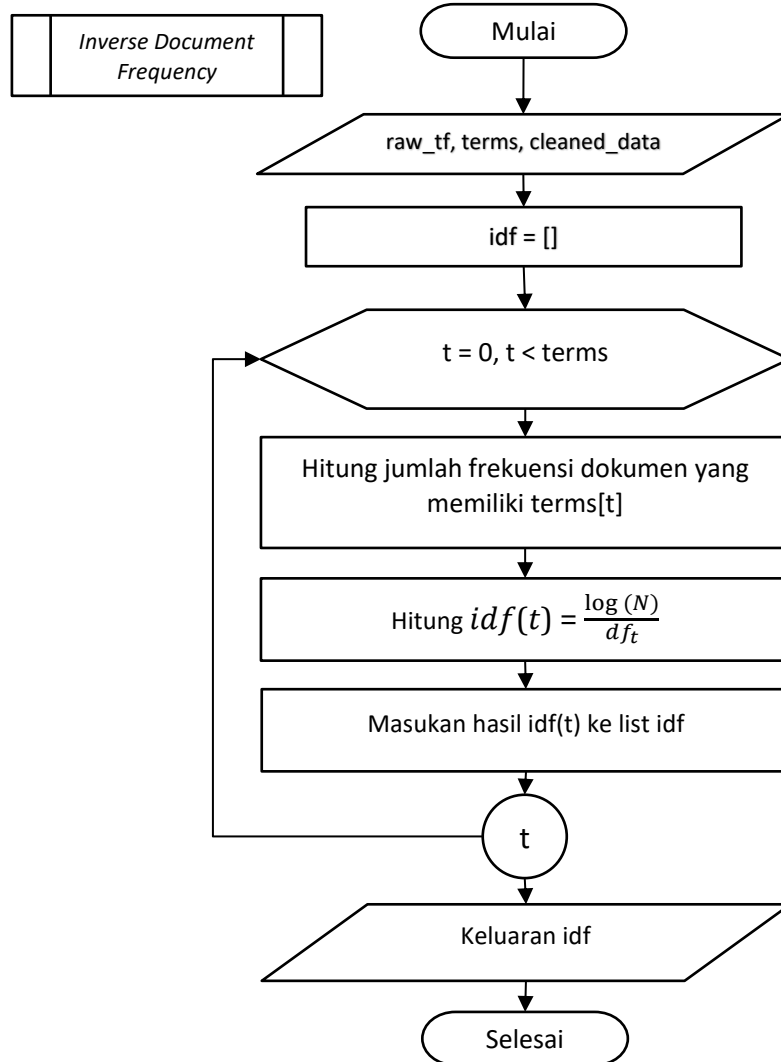 Inverse Document
Frequency
Mulai
raw_tf, terms, cleaned_data
idf = []
t = 0, t < terms
Hitung jumlah frekuensi dokumen yang
memiliki terms[t]
Hitung idf(t) = log (N) / df_t
Masukan hasil idf(t) ke list idf
t
Keluaran idf
Selesai